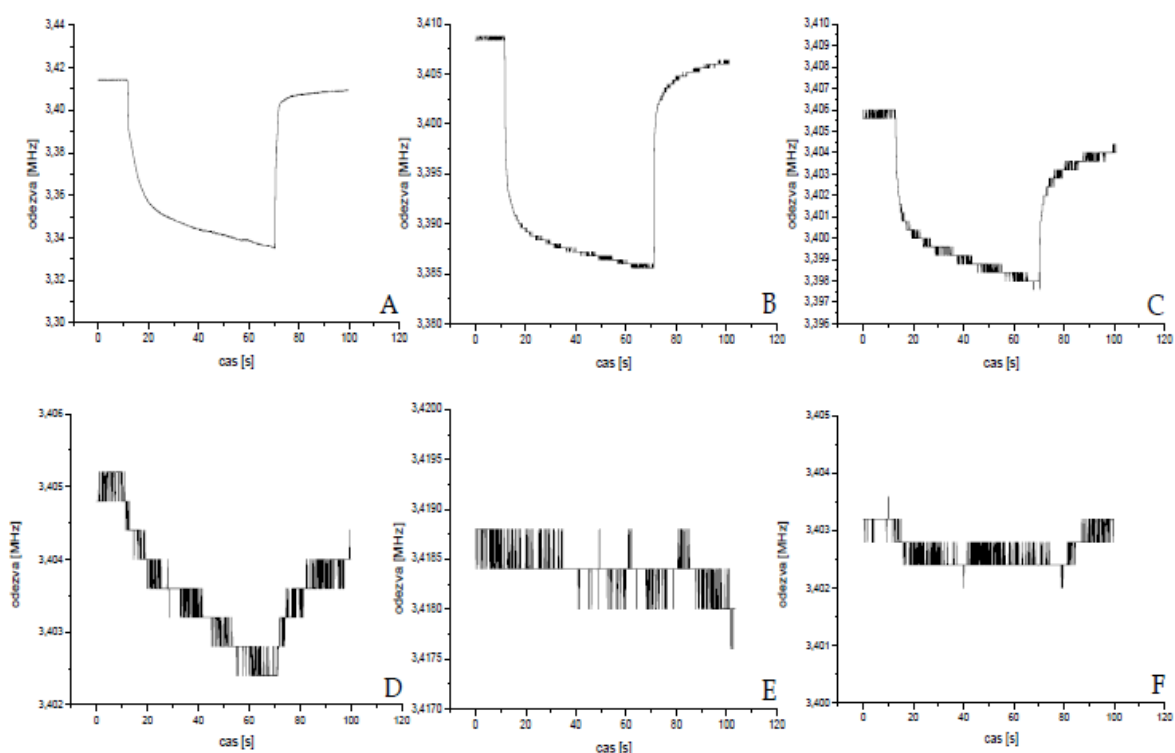 3,44
3,42
3,40
3,38
3,36
3,34
3,32
3,30
odezva [MHz]
0 20 40 60 80 100 120
cas [s]
A
3,410
3,405
3,400
3,395
3,390
3,385
3,380
odezva [MHz]
0 20 40 60 80 100 120
cas [s]
B
3,410
3,409
3,408
3,407
3,406
3,405
3,404
3,403
3,402
3,401
3,400
3,399
3,398
3,397
3,396
odezva [MHz]
0 20 40 60 80 100 120
cas [s]
C
3,406
3,405
3,404
3,403
3,402
odezva [MHz]
0 20 40 60 80 100 120
cas [s]
D
3,4200
3,4195
3,4190
3,4185
3,4180
3,4175
3,4170
odezva [MHz]
0 20 40 60 80 100 120
cas [s]
E
3,405
3,404
3,403
3,402
3,401
3,400
odezva [MHz]
0 20 40 60 80 100 120
cas [s]
F